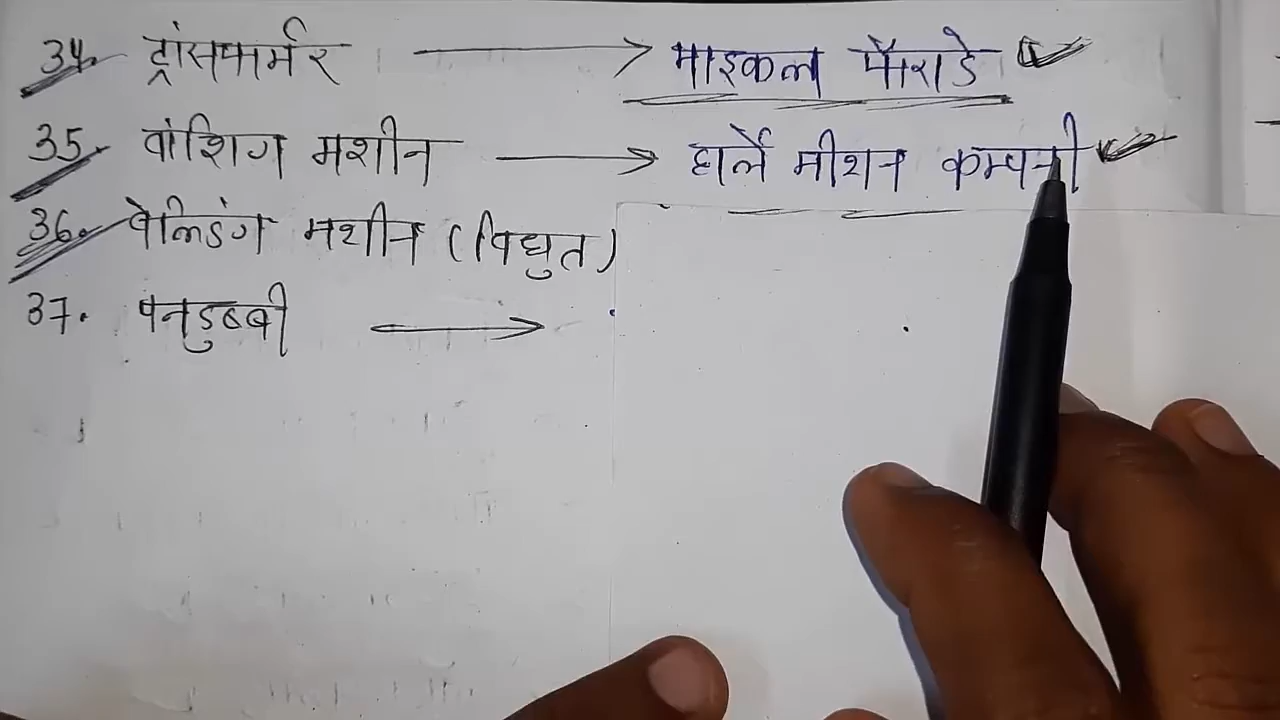 34. ट्रांसफार्मर → माइकल फॅराडे
35. वांशिग मशीन → हार्ले मीशन कम्पनी
36. वेल्डिंग मशीन (विधुत)
37. पनडुब्बी →